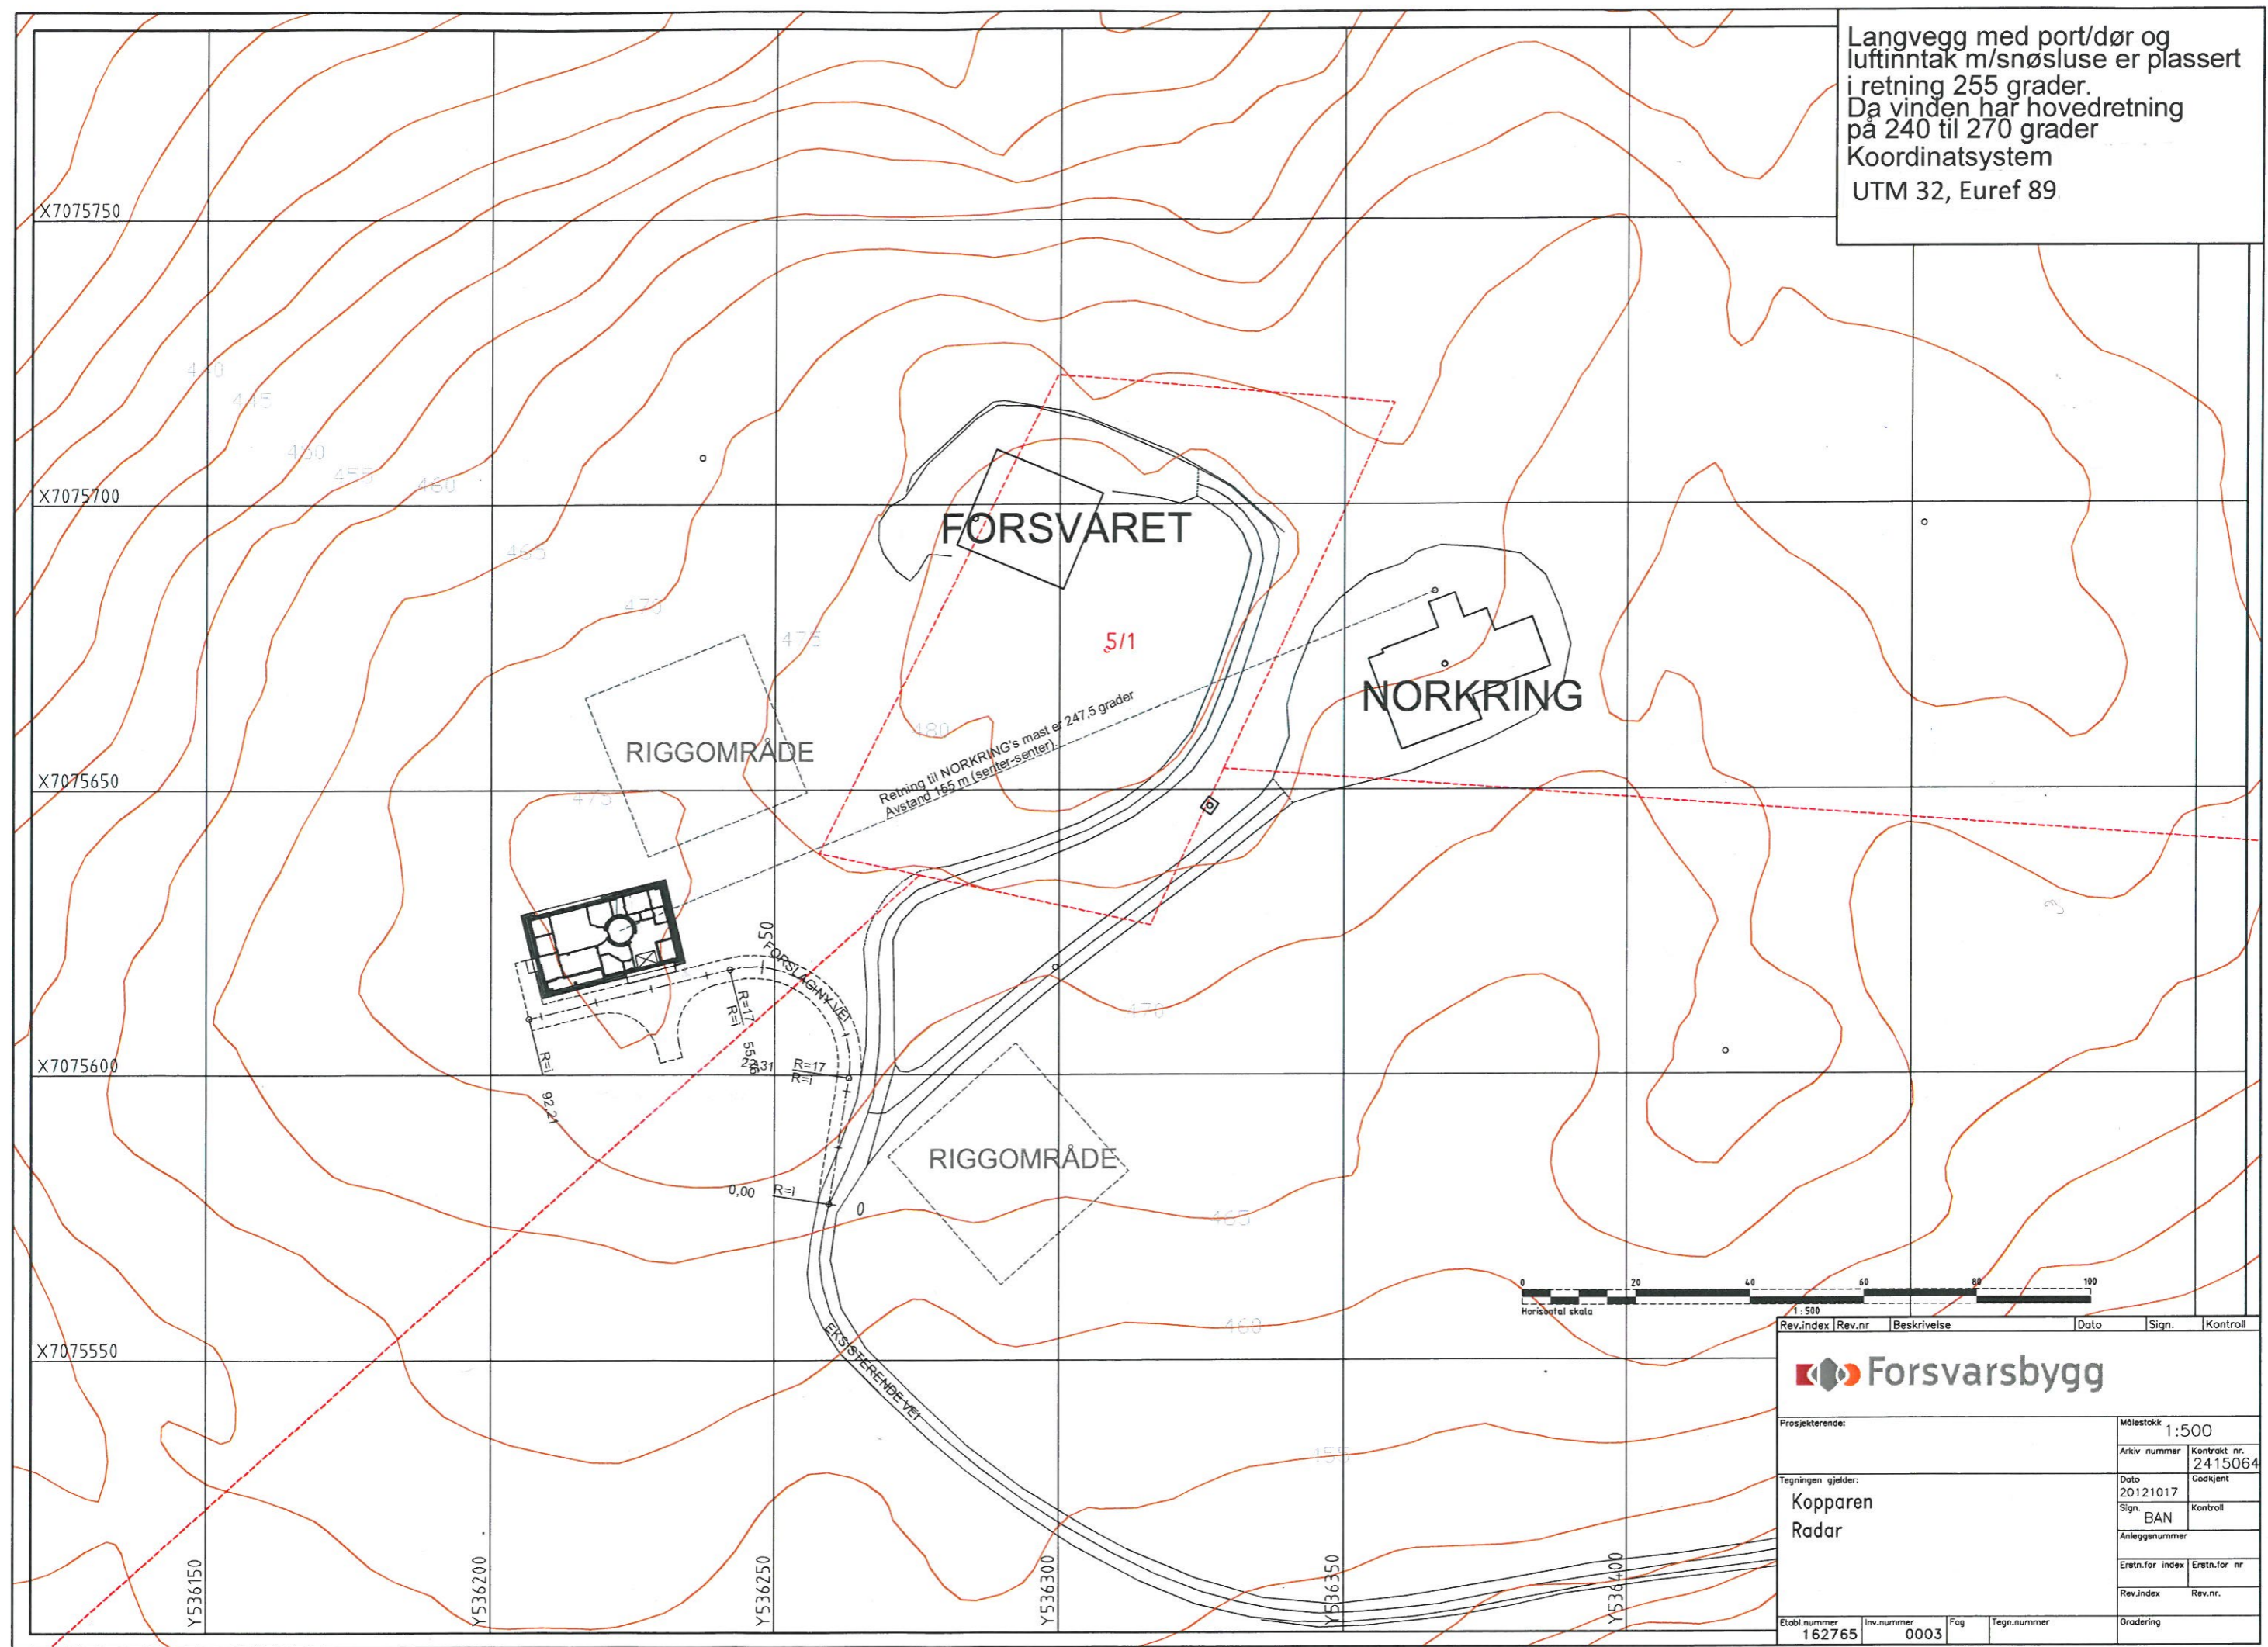 Langvegg med port/dør og
luftinntak m/snøsluse er plassert
i retning 255 grader.
Da vinden har hovedretning
på 240 til 270 grader
Koordinatsystem
UTM 32, Euref 89.
X7075750
445
455
460
X7075700
FORSVARET
465
470
475
5/1
NORKRING
480
Retning til NORKRING's mast er 247,5 grader
Avstand 155 m (senter-senter)
RIGGOMRÅDE
X7075650
475
50
FORSLAG NY VEI
R=17
R=i
470
R=17
R=i
X7075600
R=i
92,21
RIGGOMRÅDE
0,00 R=i
0
465
0 20 40 60 80 100
Horisontal skala 1:500
460
X7075550
EKSISTERENDE VEI
455
Y536150
Y536200
Y536250
Y536300
Y536350
Y536400
Rev.index Rev.nr Beskrivelse Dato Sign. Kontroll
Forsvarsbygg
Prosjekterende:
Målestokk 1:500
Arkiv nummer Kontrakt nr.
2415064
Tegningen gjelder:
Kopparen
Radar
Dato Godkjent
20121017
Sign. Kontroll
BAN
Anleggsnummer
Erstn.for index Erstn.for nr
Rev.index Rev.nr.
Etabl.nummer Inv.nummer Fag Tegn.nummer Gradering
162765 0003